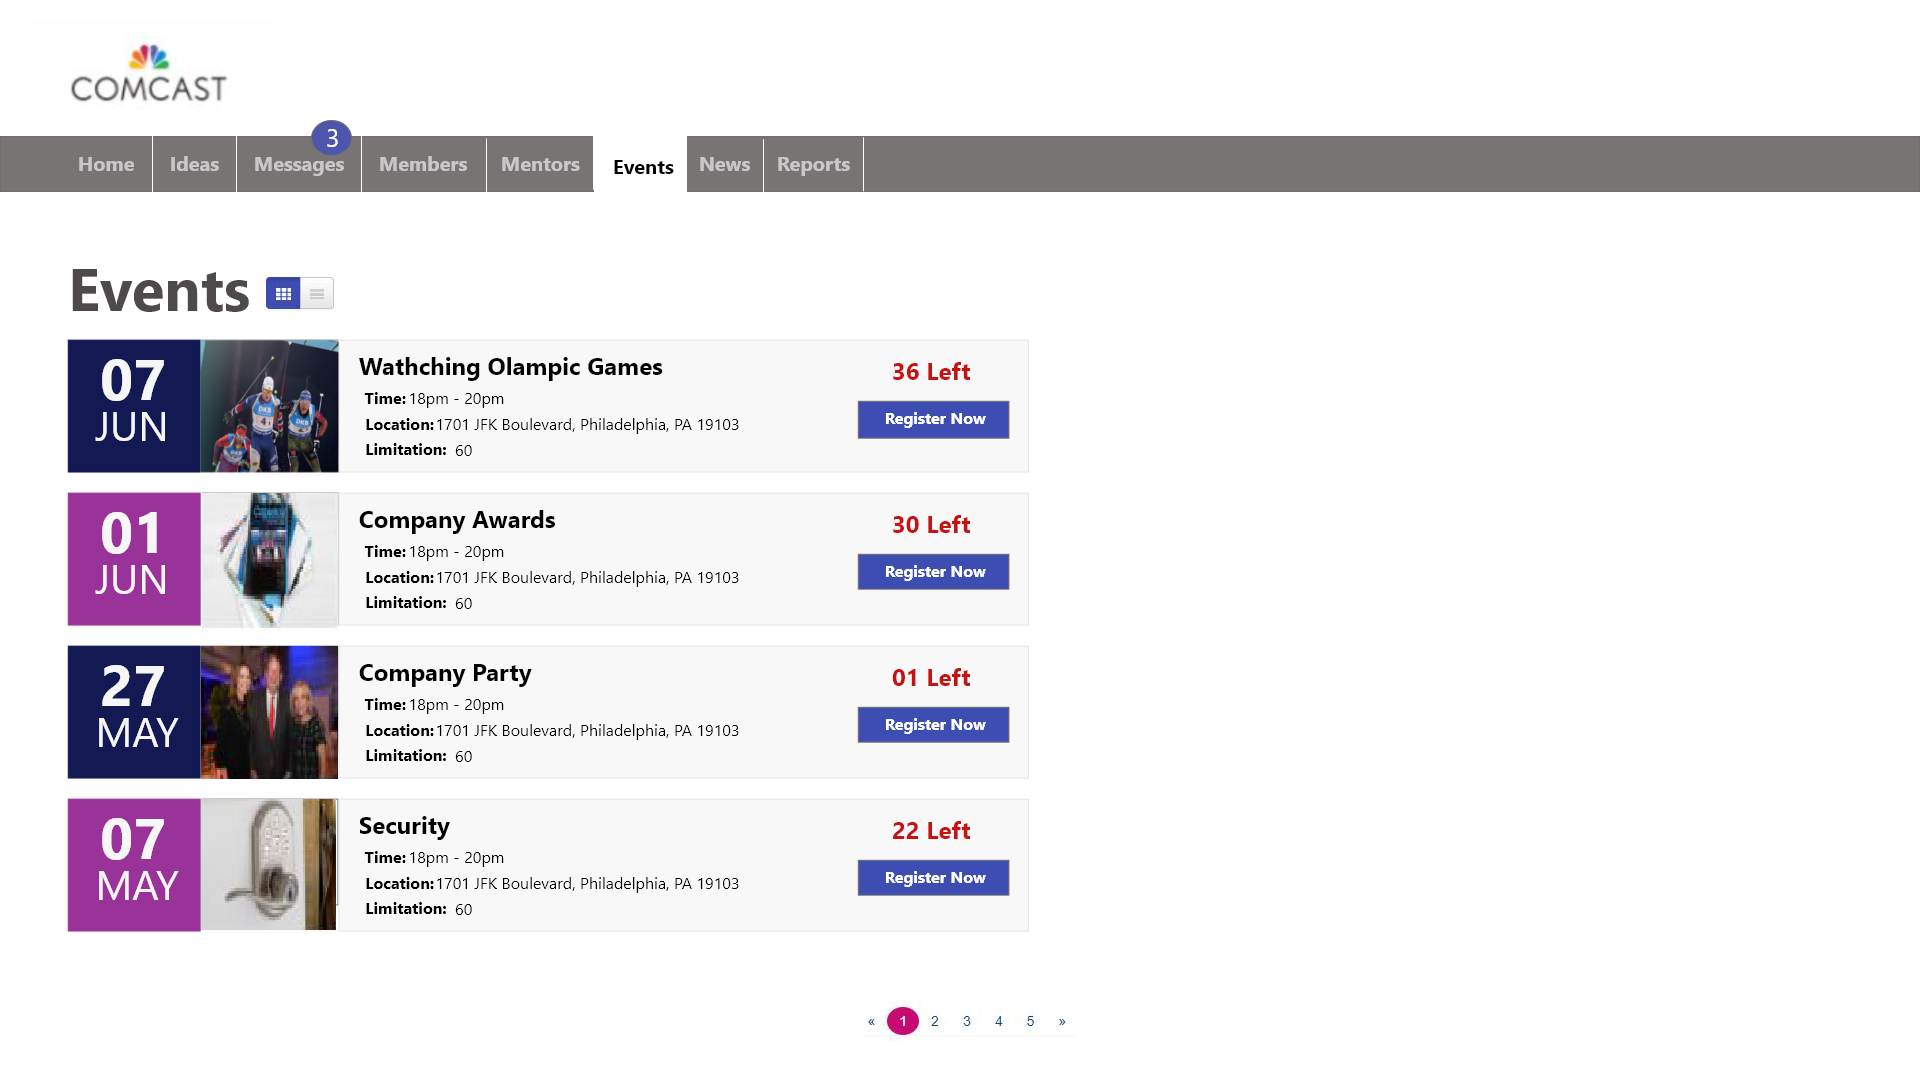 COMCAST
3
Home Ideas Messages Members Mentors Events News Reports
Events
07
JUN
Wathching Olampic Games
Time: 18pm - 20pm
Location: 1701 JFK Boulevard, Philadelphia, PA 19103
Limitation: 60
36 Left
Register Now
01
JUN
Company Awards
Time: 18pm - 20pm
Location: 1701 JFK Boulevard, Philadelphia, PA 19103
Limitation: 60
30 Left
Register Now
27
MAY
Company Party
Time: 18pm - 20pm
Location: 1701 JFK Boulevard, Philadelphia, PA 19103
Limitation: 60
01 Left
Register Now
07
MAY
Security
Time: 18pm - 20pm
Location: 1701 JFK Boulevard, Philadelphia, PA 19103
Limitation: 60
22 Left
Register Now
« 1 2 3 4 5 »